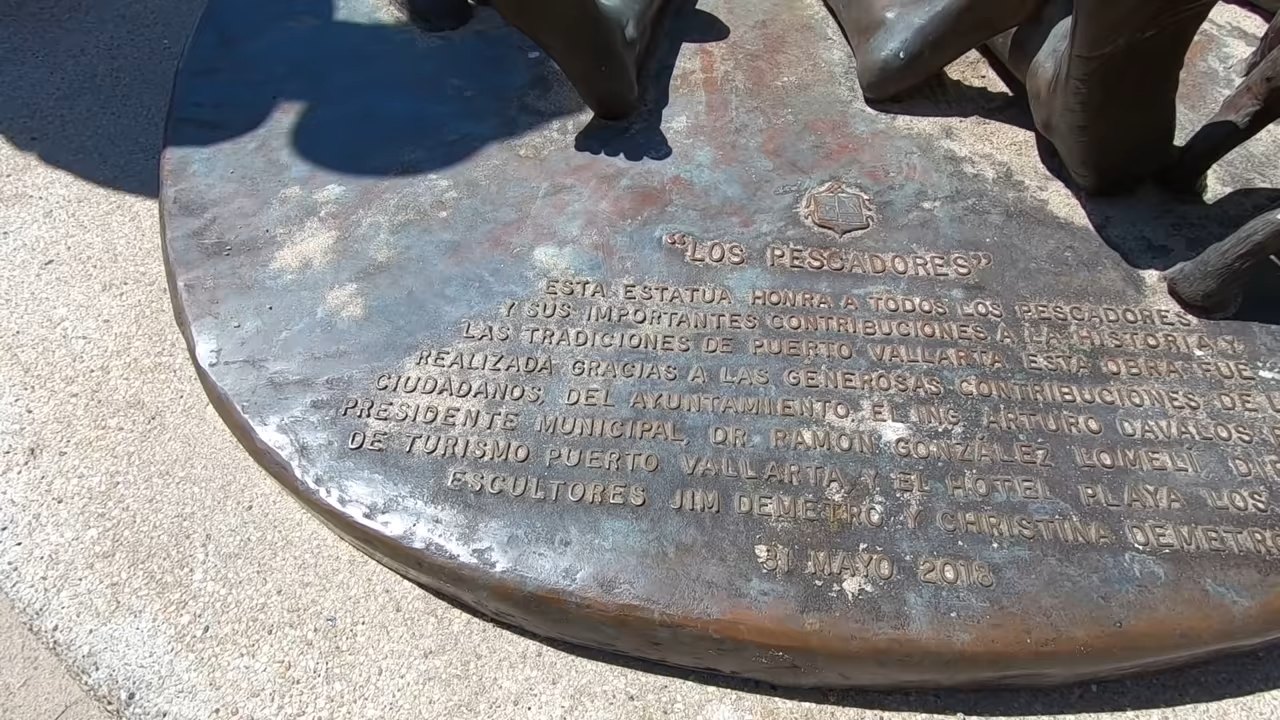 “LOS PESCADORES”
ESTA ESTATUA HONRA A TODOS LOS PESCADORES
Y SUS IMPORTANTES CONTRIBUCIONES A LA HISTORIA Y
LAS TRADICIONES DE PUERTO VALLARTA ESTA OBRA FUE
REALIZADA GRACIAS A LAS GENEROSAS CONTRIBUCIONES DE
CIUDADANOS, DEL AYUNTAMIENTO, EL ING ARTURO DAVALOS
PRESIDENTE MUNICIPAL, DR. RAMON GONZÁLEZ LOMELÍ
DE TURISMO PUERTO VALLARTA Y EL HOTEL PLAYA LOS
ESCULTORES JIM DEMETRO Y CHRISTINA DEMETRO
31 MAYO 2018